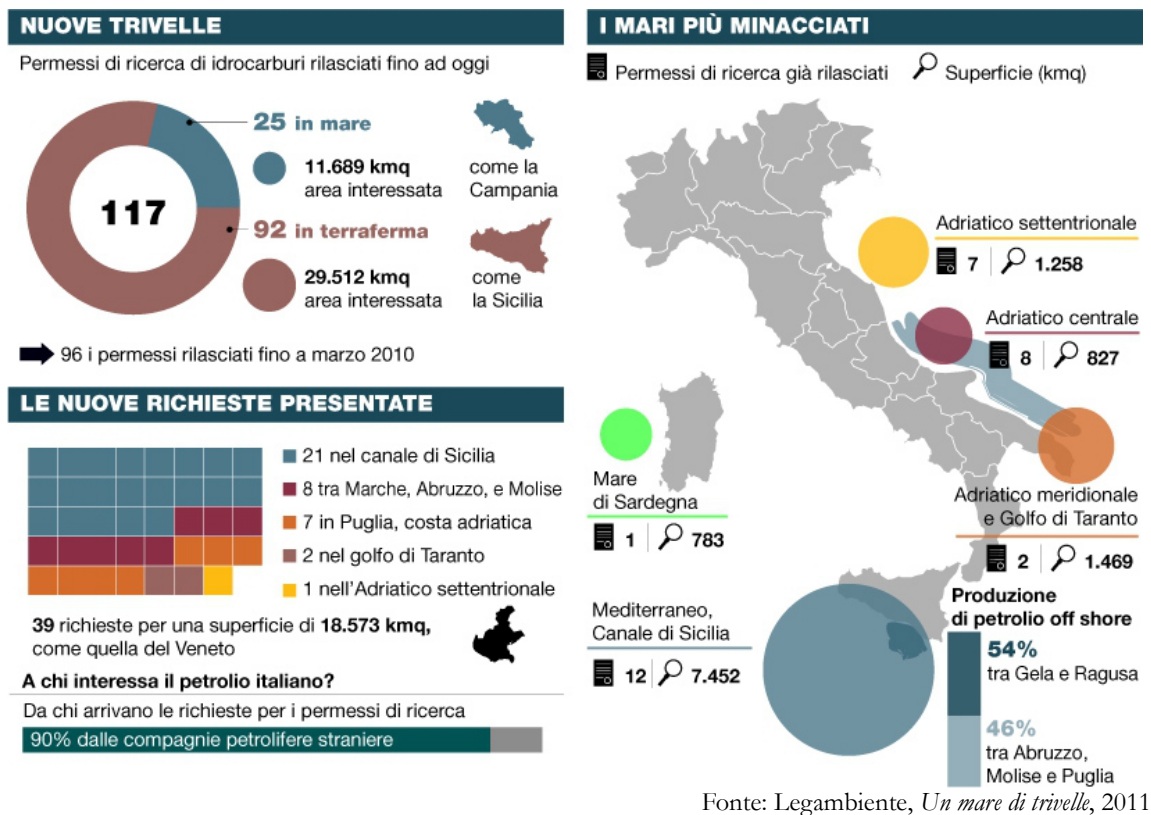 NUOVE TRIVELLE
Permessi di ricerca di idrocarburi rilasciati fino ad oggi
117
25 in mare
11.689 kmq
area interessata
come la
Campania
92 in terraferma
29.512 kmq
area interessata
come
la Sicilia
96 i permessi rilasciati fino a marzo 2010
LE NUOVE RICHIESTE PRESENTATE
21 nel canale di Sicilia
8 tra Marche, Abruzzo, e Molise
7 in Puglia, costa adriatica
2 nel golfo di Taranto
1 nell'Adriatico settentrionale
39 richieste per una superficie di 18.573 kmq,
come quella del Veneto
A chi interessa il petrolio italiano?
Da chi arrivano le richieste per i permessi di ricerca
90% dalle compagnie petrolifere straniere
I MARI PIÙ MINACCIATI
Permessi di ricerca già rilasciati
Superficie (kmq)
Adriatico settentrionale
7 1.258
Adriatico centrale
8 827
Mare
di Sardegna
1 783
Adriatico meridionale
e Golfo di Taranto
2 1.469
Mediterraneo,
Canale di Sicilia
12 7.452
Produzione
di petrolio off shore
54%
tra Gela e Ragusa
46%
tra Abruzzo,
Molise e Puglia
Fonte: Legambiente, Un mare di trivelle, 2011